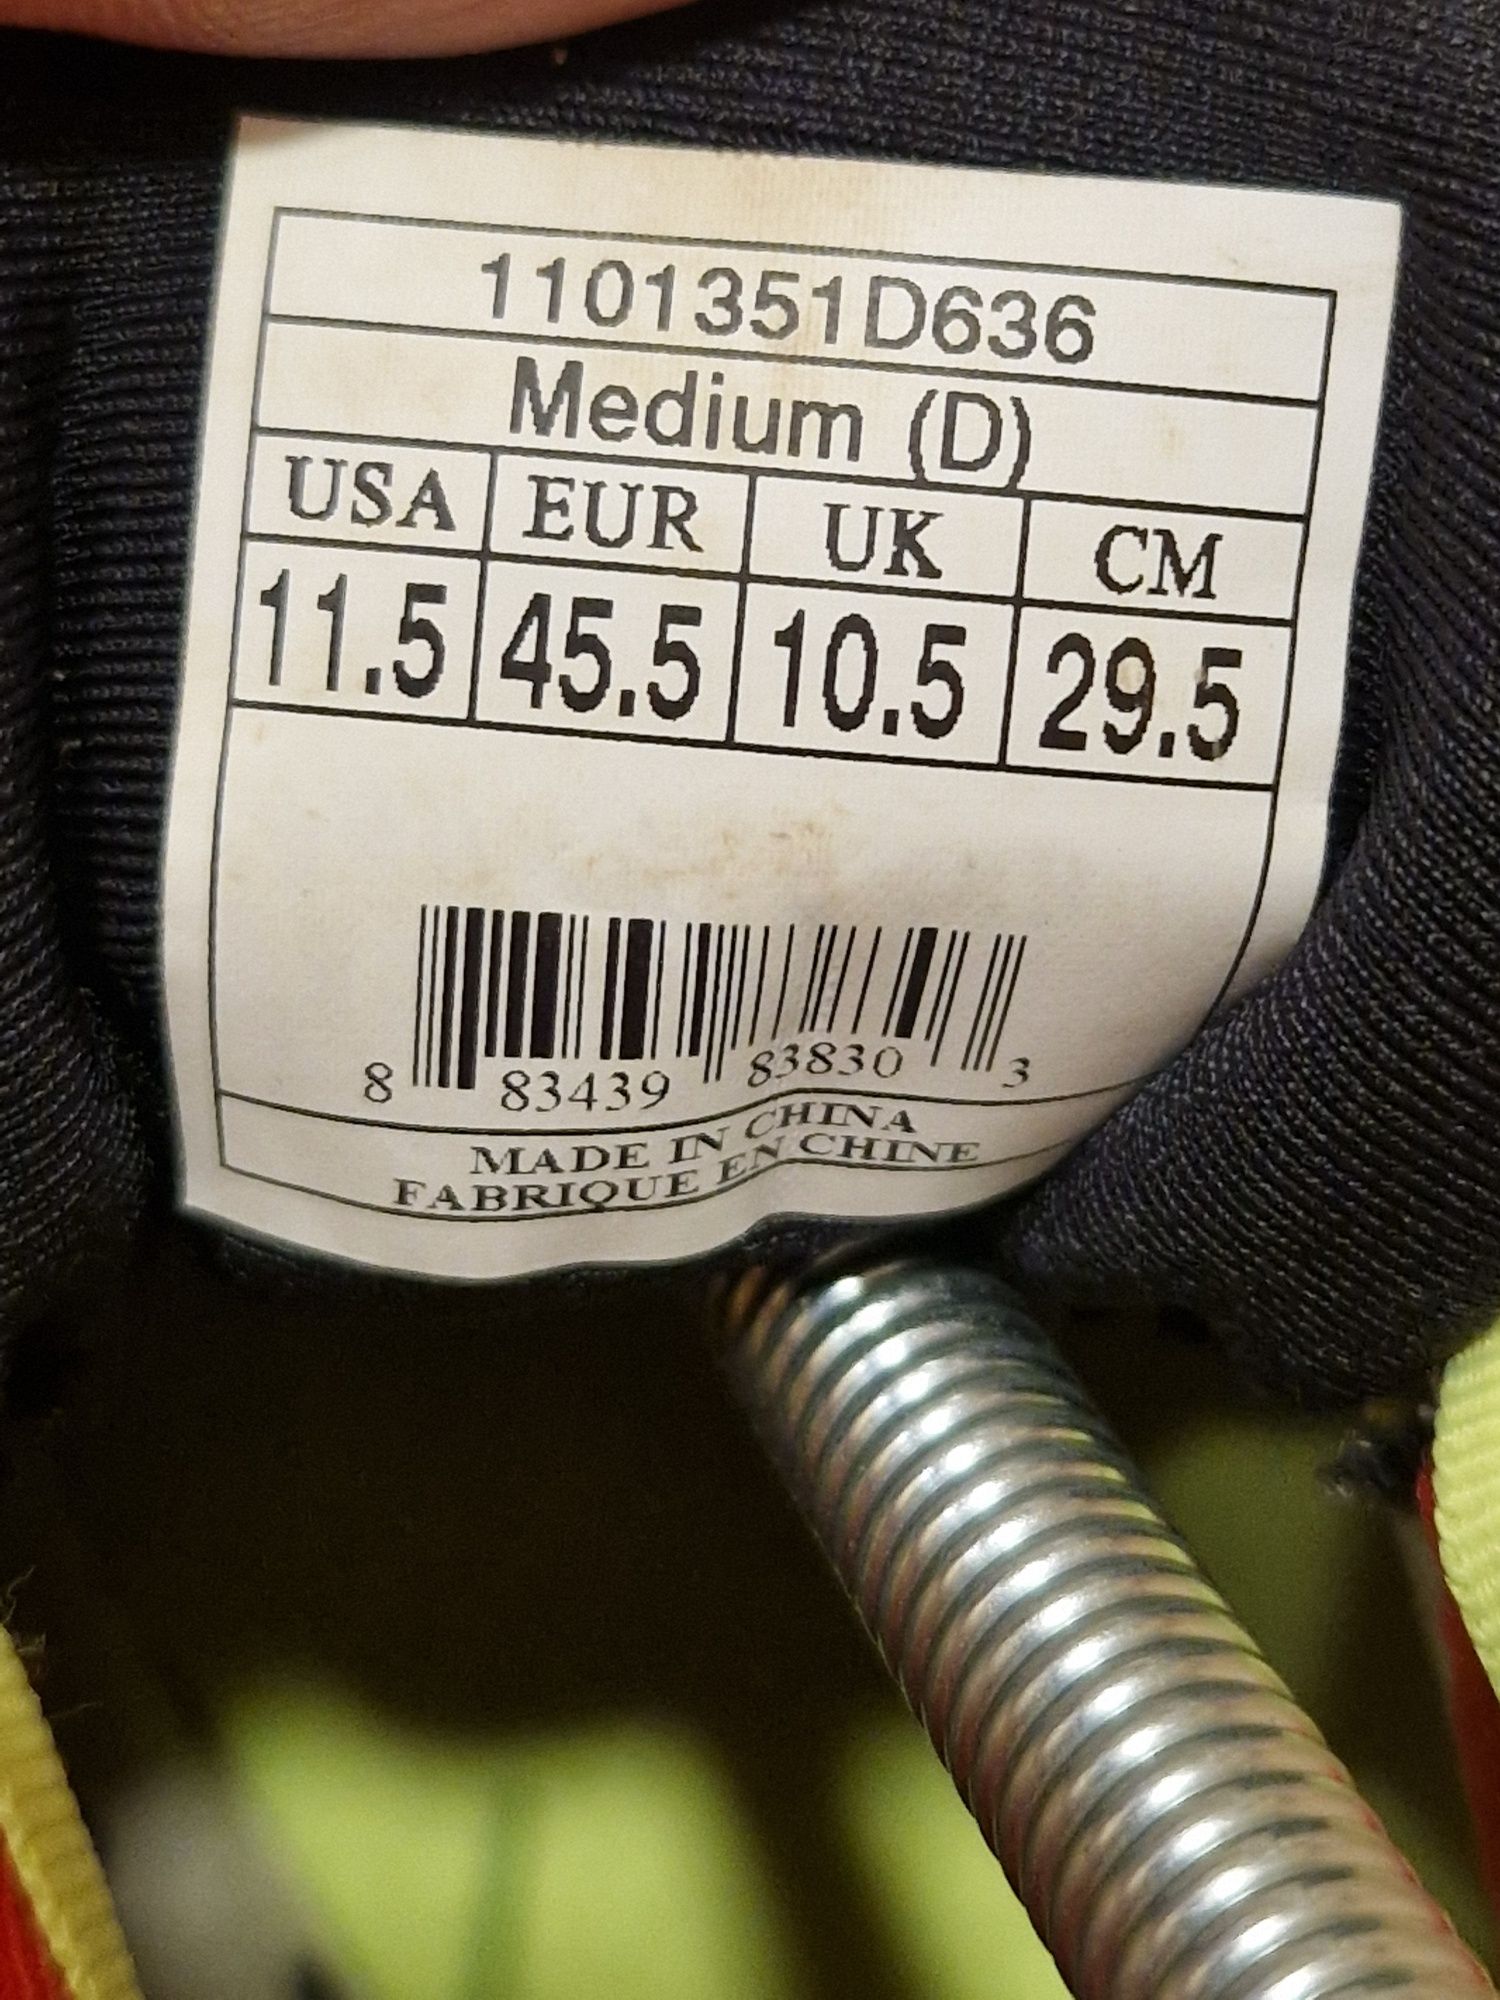 1101351D636
Medium (D)
USA EUR UK CM
11.5 45.5 10.5 29.5
8 83439 83830 3
MADE IN CHINA
FABRIQUE EN CHINE